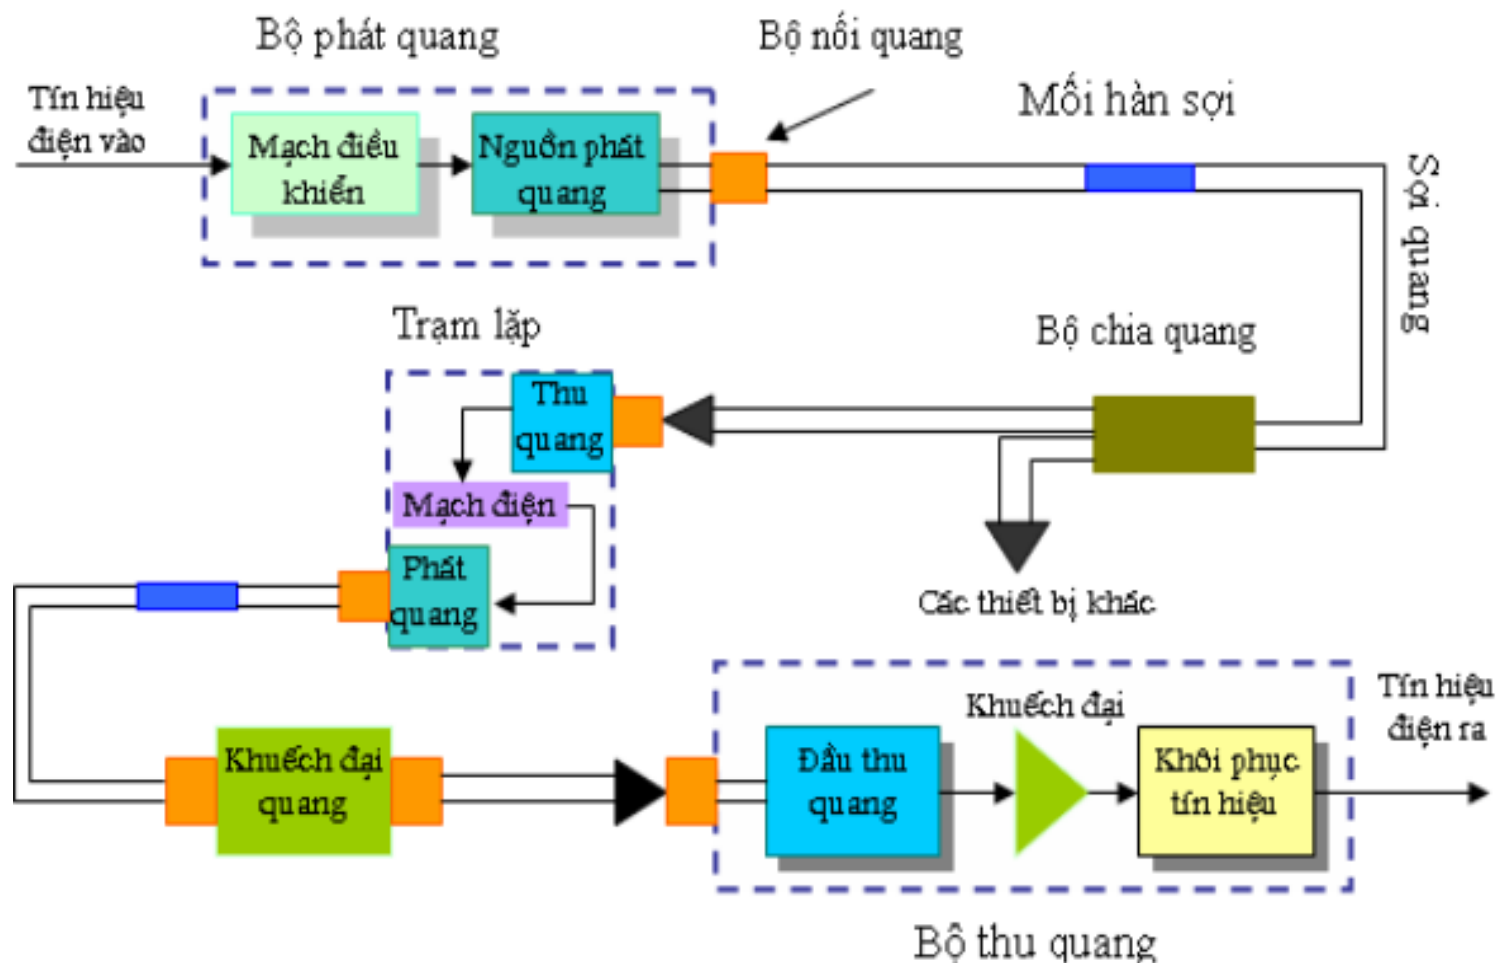 Bộ phát quang
Bộ nối quang
Tín hiệu
điện vào
Mối hàn sợi
Mạch điều
khiển
Nguồn phát
quang
Sợi quang
Trạm lặp
Bộ chia quang
Thu
quang
Mạch điện
Phát
quang
Các thiết bị khác
Khuếch đại
quang
Đầu thu
quang
Khuếch đại
Khôi phục
tín hiệu
Tín hiệu
điện ra
Bộ thu quang